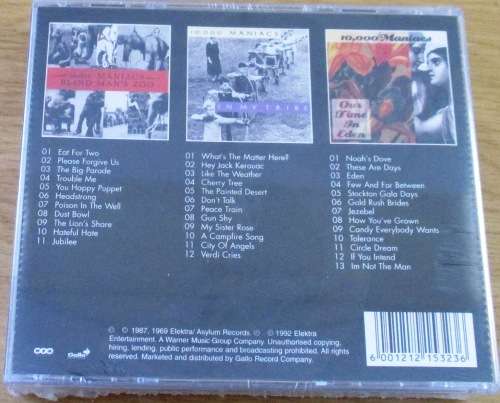 10,000 MANIACS
BLIND MAN'S ZOO
10,000 MANIACS
IN MY TRIBE
10,000 Maniacs
Our
Time
In
Eden
01 Eat For Two
02 Please Forgive Us
03 The Big Parade
04 Trouble Me
05 You Happy Puppet
06 Headstrong
07 Poison In The Well
08 Dust Bowl
09 The Lion's Share
10 Hateful Hate
11 Jubilee
01 What's The Matter Here?
02 Hey Jack Kerouac
03 Like The Weather
04 Cherry Tree
05 The Painted Desert
06 Don't Talk
07 Peace Train
08 Gun Shy
09 My Sister Rose
10 A Campfire Song
11 City Of Angels
12 Verdi Cries
01 Noah's Dove
02 These Are Days
03 Eden
04 Few And Far Between
05 Stockton Gala Days
06 Gold Rush Brides
07 Jezebel
08 How You've Grown
09 Candy Everybody Wants
10 Tolerance
11 Circle Dream
12 If You Intend
13 Im Not The Man
℗ © 1987, 1989 Elektra/ Asylum Records. ℗ © 1992 Elektra
Entertainment. A Warner Music Group Company. Unauthorised copying,
hiring, lending, public performance and broadcasting prohibited. All
rights reserved. Marketed and distributed by Gallo Record Company.
Gallo
6 001212 153236